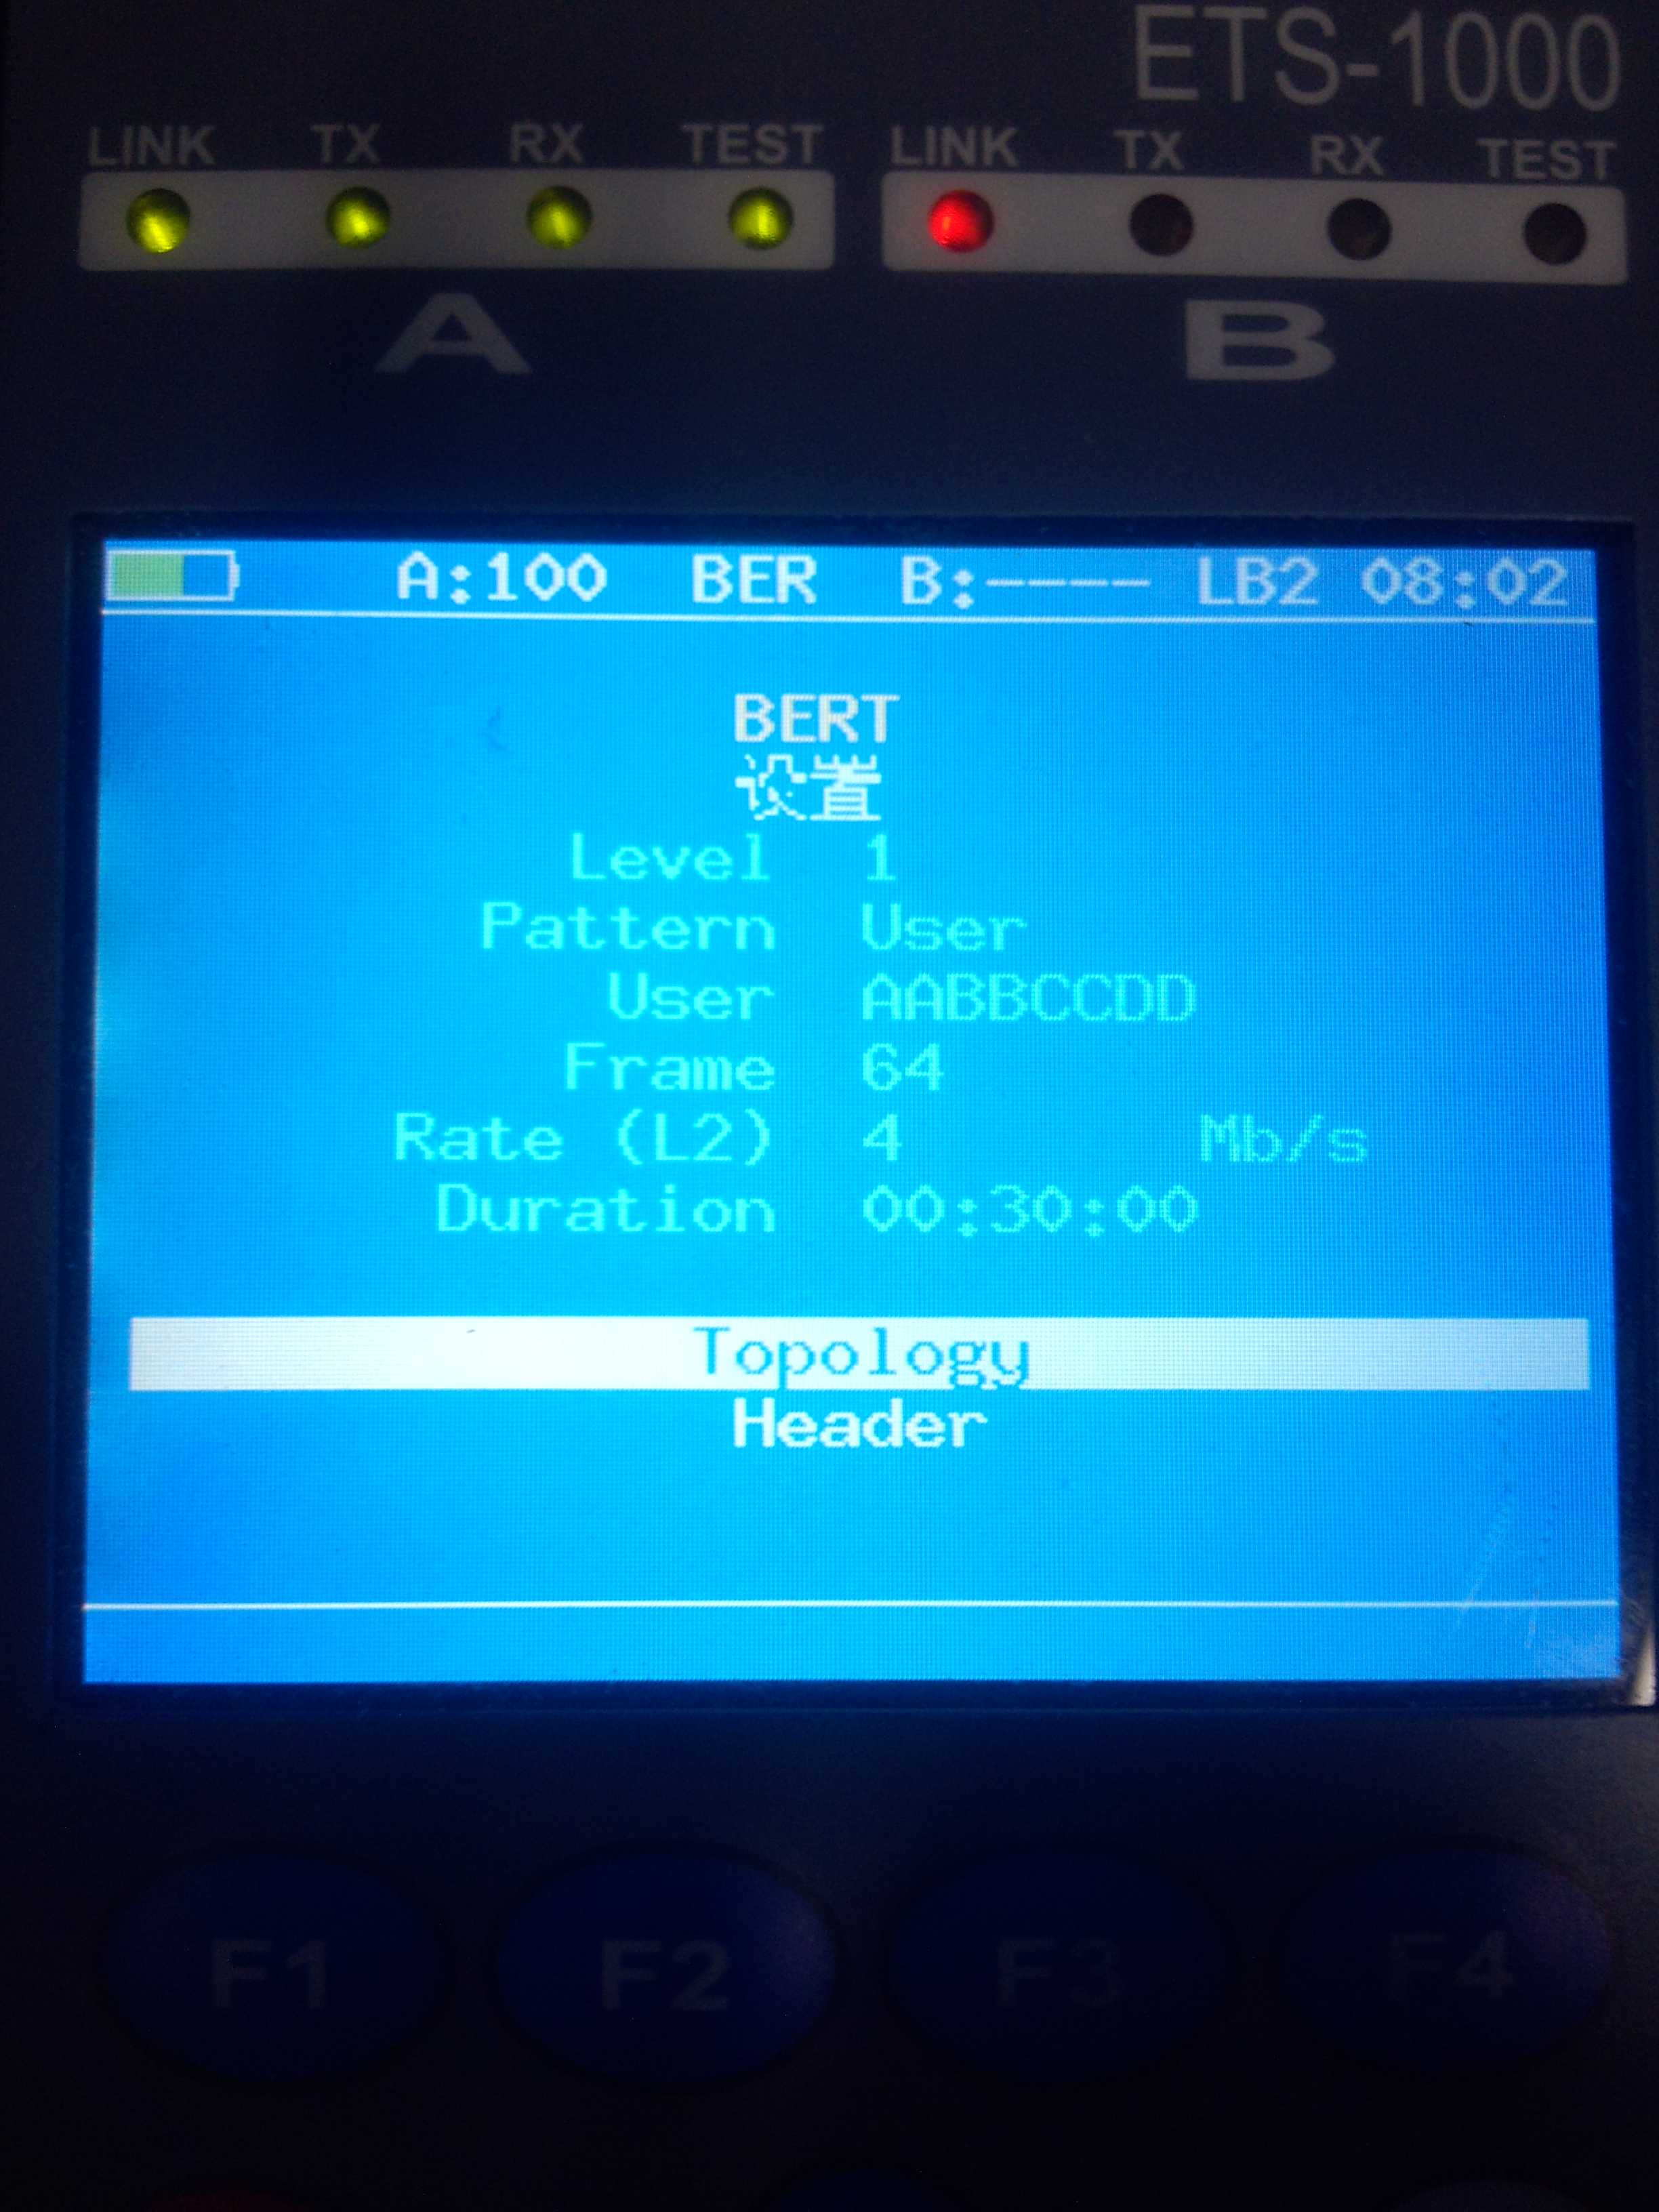 ETS-1000
LINK TX RX TEST LINK TX RX TEST
A B
A:100 BER B:---- LB2 08:02
BERT
设置
Level 1
Pattern User
User AABBCCDD
Frame 64
Rate (L2) 4 Mb/s
Duration 00:30:00
Topology
Header
F1 F2 F3 F4